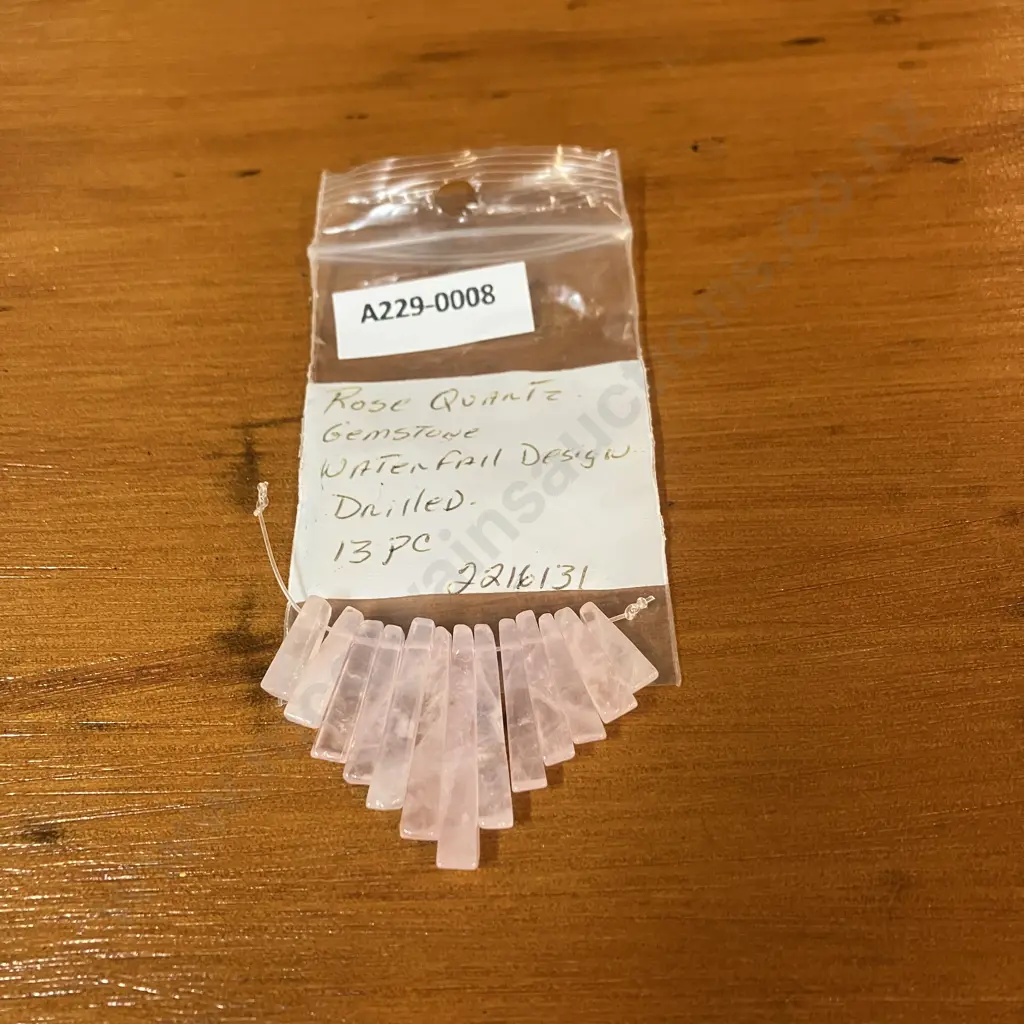 A229-0008
Rose Quartz.
Gemstone
Waterfall Design.
Drilled.
13 pc
2216131